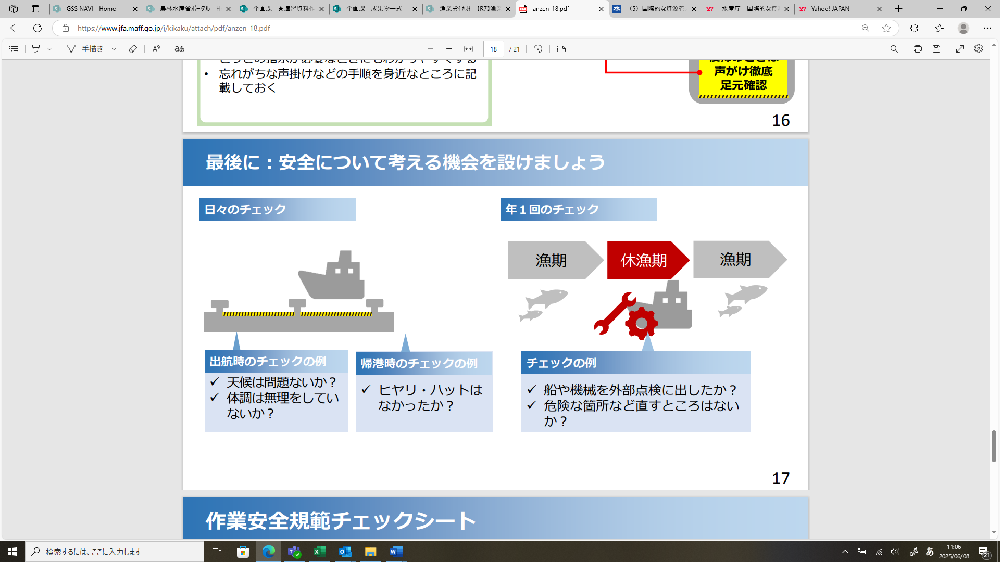 GSS NAVI - Home
農林水産省ポータル - H
企画課 - ★講習資料作
企画課 - 成果物一式 -
漁業労働班 - 【R7】漁業
anzen-18.pdf
（5）国際的な資源管理
「水産庁　国際的な資源
Yahoo! JAPAN
https://www.jfa.maff.go.jp/j/kikaku/attach/pdf/anzen-18.pdf
手描き
18
/ 21
• 忘れがちな声掛けなどの手順を身近なところに記
載しておく
声がけ徹底
足元確認
16
最後に：安全について考える機会を設けましょう
日々のチェック
出航時のチェックの例
✓ 天候は問題ないか？
✓ 体調は無理をしてい
ないか？
帰港時のチェックの例
✓ ヒヤリ・ハットは
なかったか？
年１回のチェック
漁期
休漁期
漁期
チェックの例
✓ 船や機械を外部点検に出したか？
✓ 危険な箇所など直すところはない
か？
17
作業安全規範チェックシート
検索するには、ここに入力します
あ
11:06
2025/06/08
21